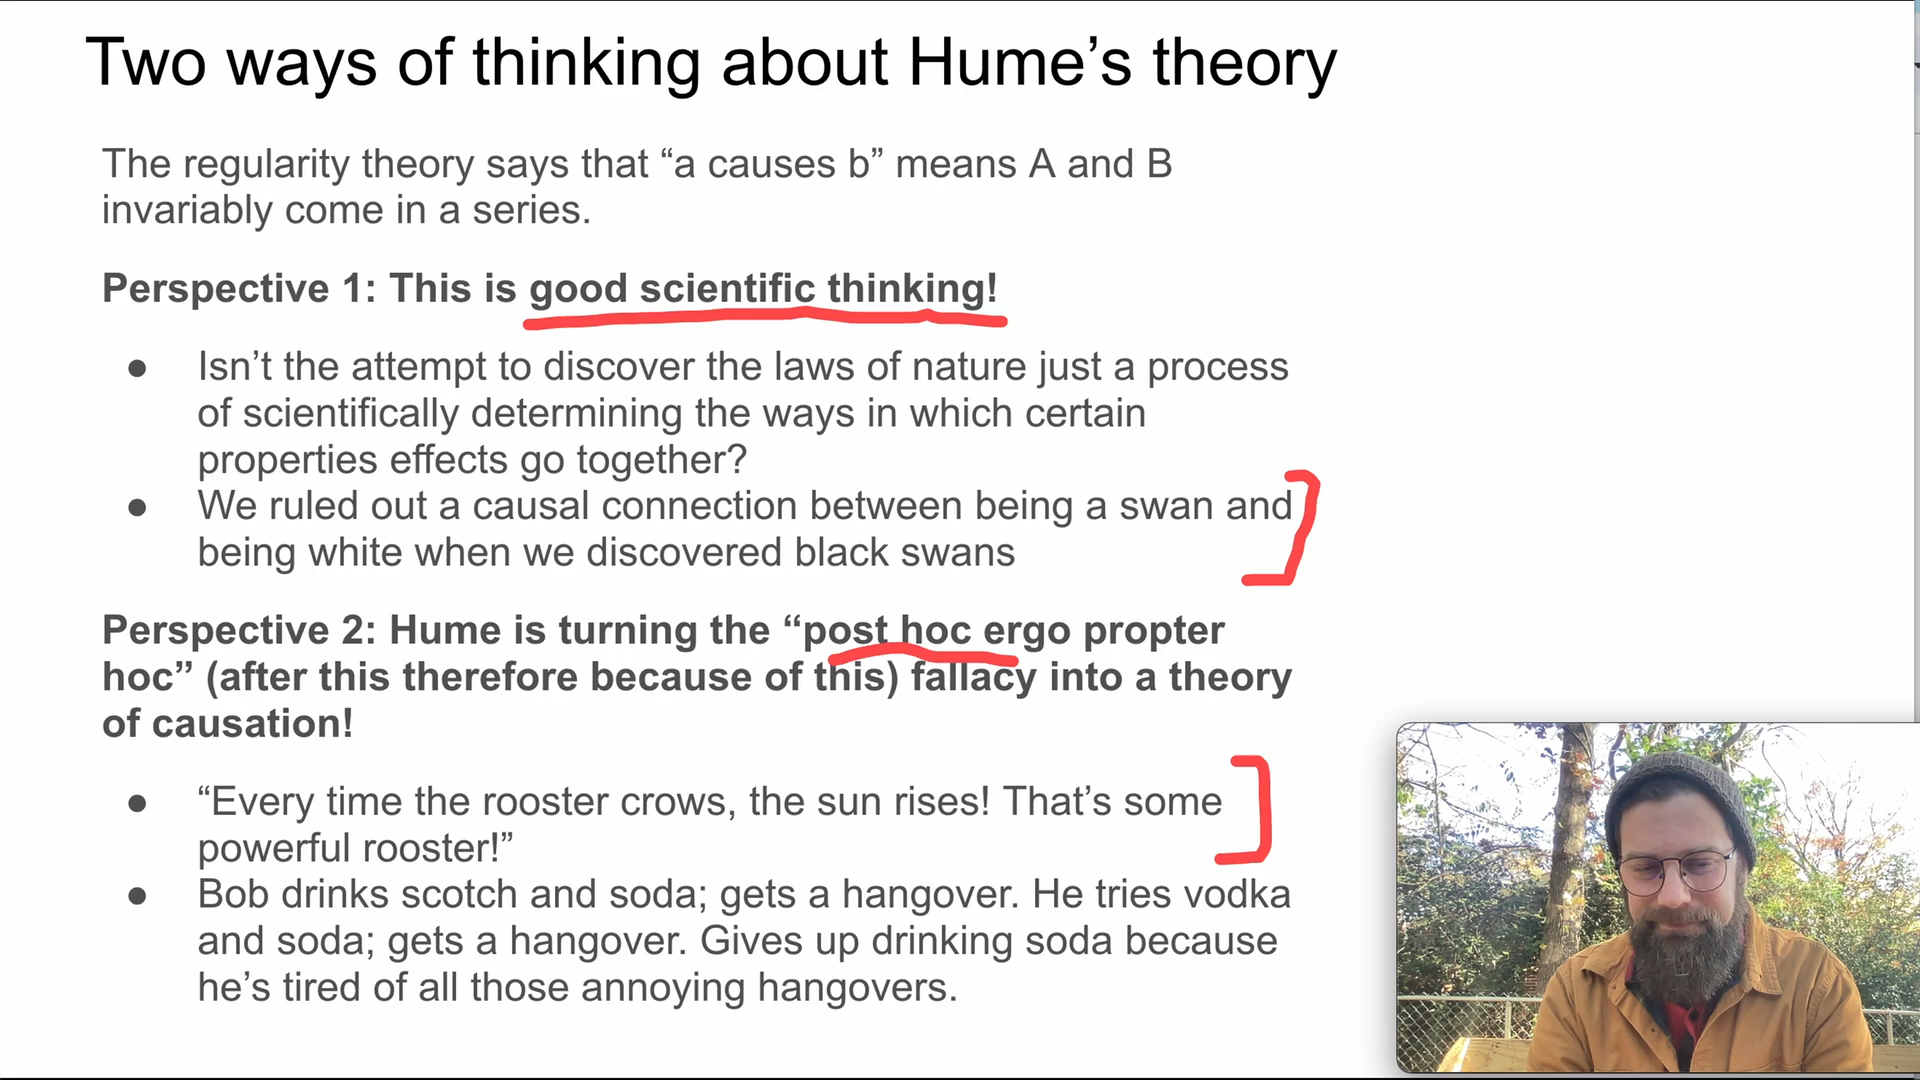 Two ways of thinking about Hume’s theory
The regularity theory says that “a causes b” means A and B
invariably come in a series.
Perspective 1: This is good scientific thinking!
● Isn’t the attempt to discover the laws of nature just a process
of scientifically determining the ways in which certain
properties effects go together?
● We ruled out a causal connection between being a swan and
being white when we discovered black swans
Perspective 2: Hume is turning the “post hoc ergo propter
hoc” (after this therefore because of this) fallacy into a theory
of causation!
● “Every time the rooster crows, the sun rises! That’s some
powerful rooster!”
● Bob drinks scotch and soda; gets a hangover. He tries vodka
and soda; gets a hangover. Gives up drinking soda because
he’s tired of all those annoying hangovers.